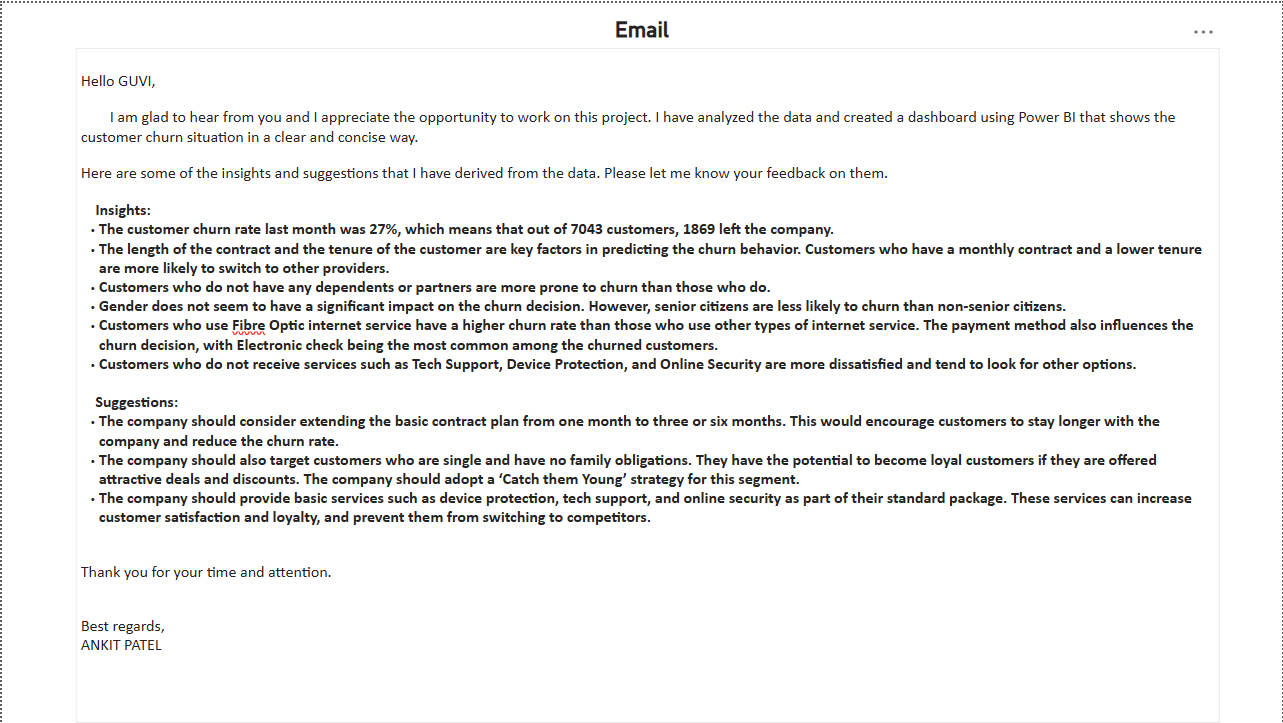 Email
...
Hello GUVI,
I am glad to hear from you and I appreciate the opportunity to work on this project. I have analyzed the data and created a dashboard using Power BI that shows the
customer churn situation in a clear and concise way.
Here are some of the insights and suggestions that I have derived from the data. Please let me know your feedback on them.
Insights:
• The customer churn rate last month was 27%, which means that out of 7043 customers, 1869 left the company.
• The length of the contract and the tenure of the customer are key factors in predicting the churn behavior. Customers who have a monthly contract and a lower tenure
are more likely to switch to other providers.
• Customers who do not have any dependents or partners are more prone to churn than those who do.
• Gender does not seem to have a significant impact on the churn decision. However, senior citizens are less likely to churn than non-senior citizens.
• Customers who use Fibre Optic internet service have a higher churn rate than those who use other types of internet service. The payment method also influences the
churn decision, with Electronic check being the most common among the churned customers.
• Customers who do not receive services such as Tech Support, Device Protection, and Online Security are more dissatisfied and tend to look for other options.
Suggestions:
• The company should consider extending the basic contract plan from one month to three or six months. This would encourage customers to stay longer with the
company and reduce the churn rate.
• The company should also target customers who are single and have no family obligations. They have the potential to become loyal customers if they are offered
attractive deals and discounts. The company should adopt a ‘Catch them Young’ strategy for this segment.
• The company should provide basic services such as device protection, tech support, and online security as part of their standard package. These services can increase
customer satisfaction and loyalty, and prevent them from switching to competitors.
Thank you for your time and attention.
Best regards,
ANKIT PATEL